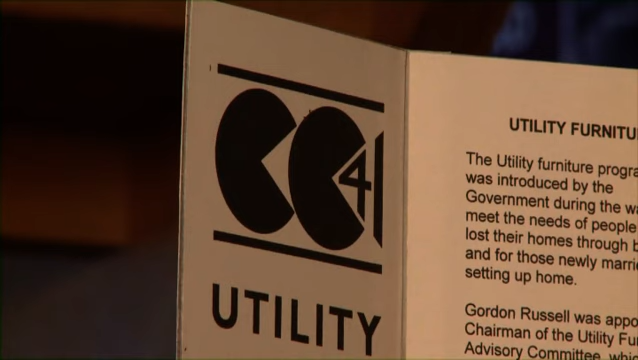 CC41
UTILITY
UTILITY FURNITU
The Utility furniture progra
was introduced by the
Government during the wa
meet the needs of people
lost their homes through b
and for those newly marrie
setting up home.
Gordon Russell was appo
Chairman of the Utility Fu
Advisory Committee, whic